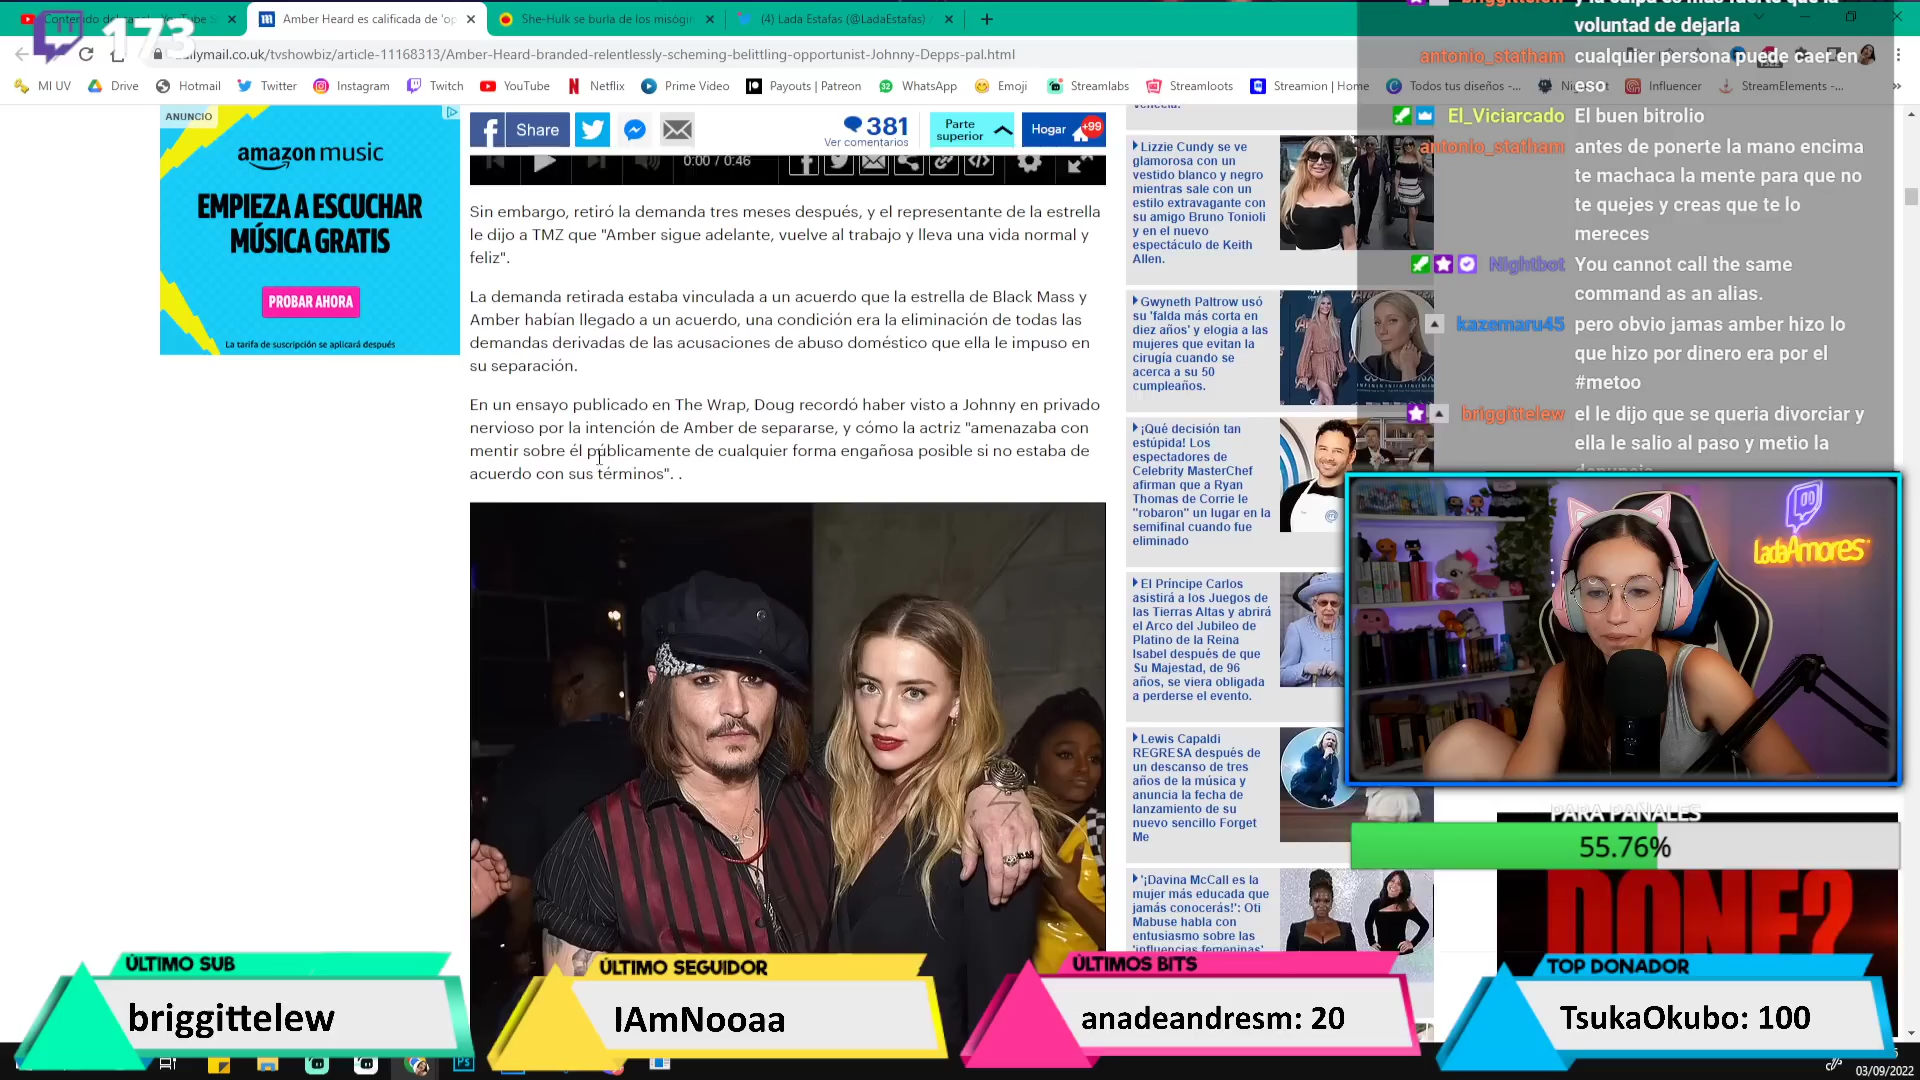 173
Contenido del canal - YouTube S
Amber Heard es calificada de 'op
She-Hulk se burla de los misógin
(4) Lada Estafas (@LadaEstafas)
dailymail.co.uk/tvshowbiz/article-11168313/Amber-Heard-branded-relentlessly-scheming-belittling-opportunist-Johnny-Depps-pal.html
MI UV
Drive
Hotmail
Twitter
Instagram
Twitch
YouTube
Netflix
Prime Video
Payouts | Patreon
WhatsApp
Emoji
Streamlabs
Streamloots
Streamion | Home
Todos tus diseños -...
Influencer
StreamElements -...
ANUNCIO
amazon music
EMPIEZA A ESCUCHAR
MÚSICA GRATIS
PROBAR AHORA
La tarifa de suscripción se aplicará después
Share
381
Ver comentarios
Parte
superior
Hogar
+99
0:00 / 0:46
Sin embargo, retiró la demanda tres meses después, y el representante de la estrella
le dijo a TMZ que "Amber sigue adelante, vuelve al trabajo y lleva una vida normal y
feliz".
La demanda retirada estaba vinculada a un acuerdo que la estrella de Black Mass y
Amber habían llegado a un acuerdo, una condición era la eliminación de todas las
demandas derivadas de las acusaciones de abuso doméstico que ella le impuso en
su separación.
En un ensayo publicado en The Wrap, Doug recordó haber visto a Johnny en privado
nervioso por la intención de Amber de separarse, y cómo la actriz "amenazaba con
mentir sobre él públicamente de cualquier forma engañosa posible si no estaba de
acuerdo con sus términos". .
Lizzie Cundy se ve
glamorosa con un
vestido blanco y negro
mientras sale con un
estilo extravagante con
su amigo Bruno Tonioli
y en el nuevo
espectáculo de Keith
Allen.
Gwyneth Paltrow usó
su 'falda más corta en
diez años' y elogia a las
mujeres que evitan la
cirugía cuando se
acerca a su 50
cumpleaños.
¡Qué decisión tan
estúpida! Los
espectadores de
Celebrity MasterChef
afirman que a Ryan
Thomas de Corrie le
"robaron" un lugar en la
semifinal cuando fue
eliminado
El Príncipe Carlos
asistirá a los Juegos de
las Tierras Altas y abrirá
el Arco del Jubileo de
Platino de la Reina
Isabel después de que
Su Majestad, de 96
años, se viera obligada
a perderse el evento.
Lewis Capaldi
REGRESA después de
un descanso de tres
años de la música y
anuncia la fecha de
lanzamiento de su
nuevo sencillo Forget
Me
'¡Davina McCall es la
mujer más educada que
jamás conocerás!': Oti
Mabuse habla con
entusiasmo sobre las
'influencias femeninas'
briggittelew y la culpa es mas fuerte que la
voluntad de dejarla
antonio_statham cualquier persona puede caer en
eso
El_Viciarcado El buen bitrolio
antonio_statham antes de ponerte la mano encima
te machaca la mente para que no
te quejes y creas que te lo
mereces
Nightbot You cannot call the same
command as an alias.
kazemaru45 pero obvio jamas amber hizo lo
que hizo por dinero era por el
#metoo
briggittelew el le dijo que se queria divorciar y
ella le salio al paso y metio la
denuncia
LadaAmores
PARA PAÑALES
55.76%
DONE?
ÚLTIMO SUB
briggittelew
ÚLTIMO SEGUIDOR
IAmNooaa
ÚLTIMOS BITS
anadeandresm: 20
TOP DONADOR
TsukaOkubo: 100
03/09/2022